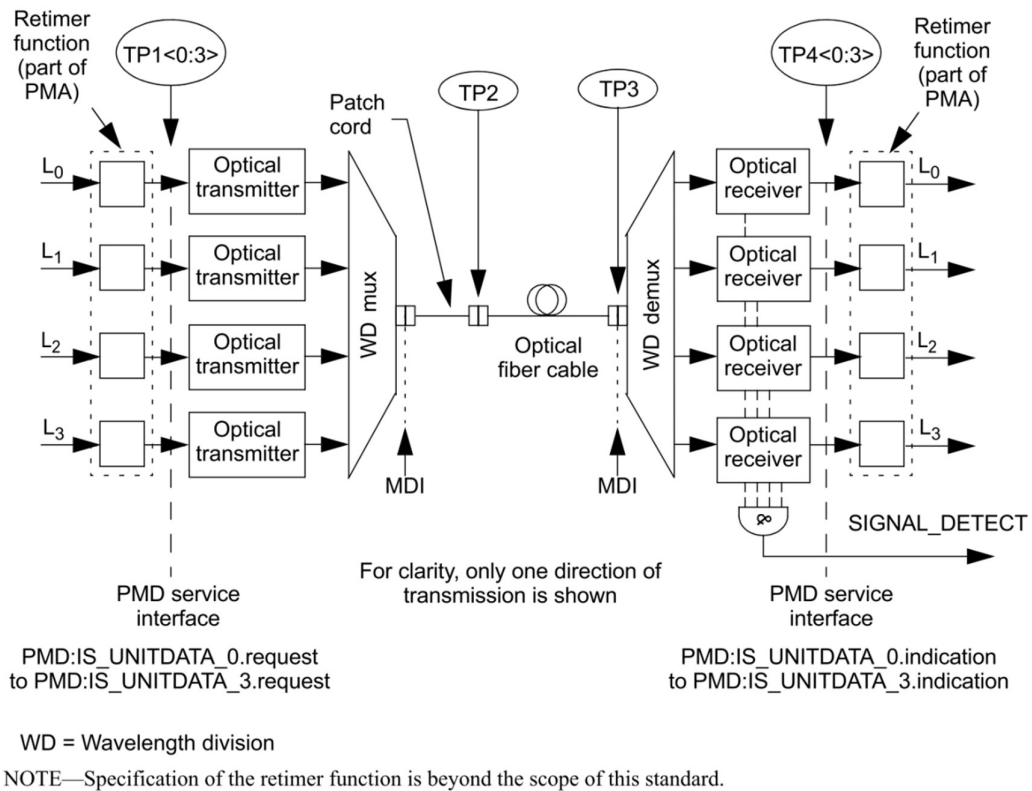 Retimer
function
(part of
PMA)
TP1<0:3>
Patch
cord
TP2
TP3
TP4<0:3>
Retimer
function
(part of
PMA)
L0
Optical
transmitter
Optical
receiver
L0
L1
Optical
transmitter
Optical
receiver
L1
WD mux
WD demux
L2
Optical
transmitter
Optical
fiber cable
Optical
receiver
L2
L3
Optical
transmitter
Optical
receiver
L3
MDI
MDI
&
SIGNAL_DETECT
For clarity, only one direction of
transmission is shown
PMD service
interface
PMD service
interface
PMD:IS_UNITDATA_0.request
to PMD:IS_UNITDATA_3.request
PMD:IS_UNITDATA_0.indication
to PMD:IS_UNITDATA_3.indication
WD = Wavelength division
NOTE—Specification of the retimer function is beyond the scope of this standard.